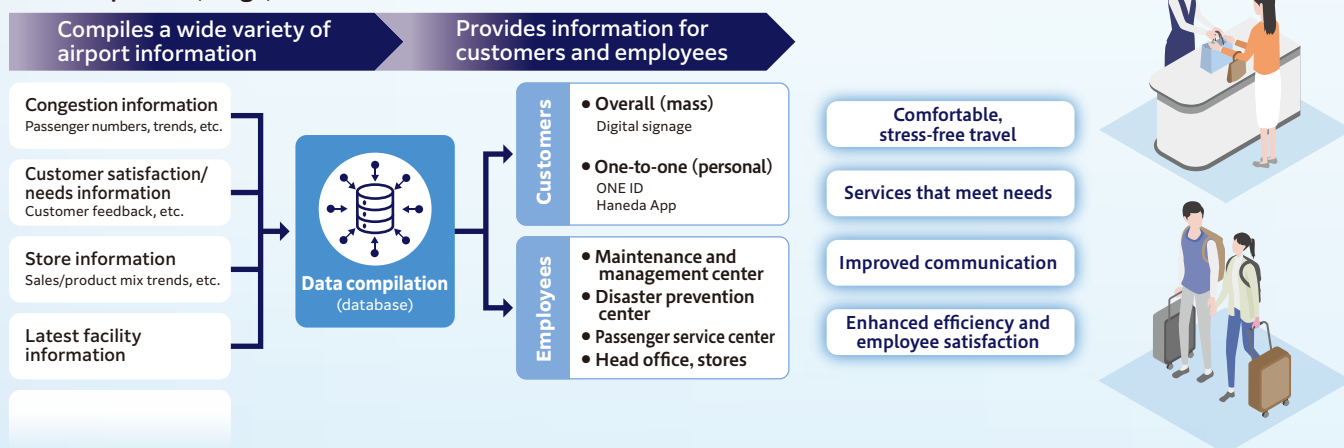 Compiles a wide variety of
airport information
Provides information for
customers and employees
Congestion information
Passenger numbers, trends, etc.
Customer satisfaction/
needs information
Customer feedback, etc.
Store information
Sales/product mix trends, etc.
Latest facility
information
Data compilation
(database)
Customers
• Overall (mass)
Digital signage
• One-to-one (personal)
ONE ID
Haneda App
Employees
• Maintenance and
management center
• Disaster prevention
center
• Passenger service center
• Head office, stores
Comfortable,
stress-free travel
Services that meet needs
Improved communication
Enhanced efficiency and
employee satisfaction